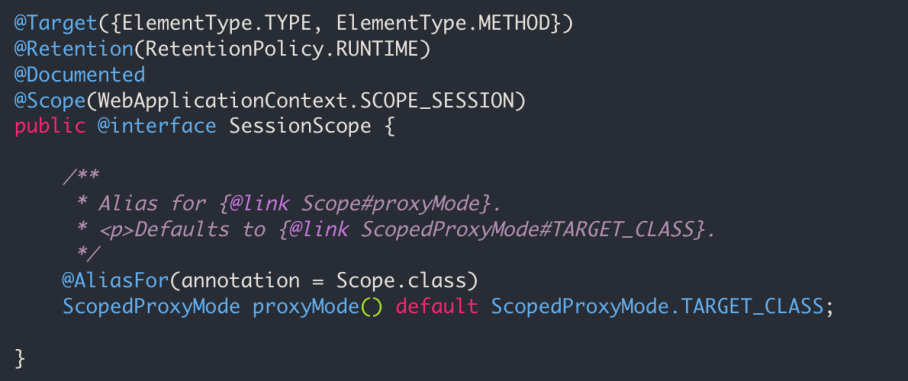 @Target({ElementType.TYPE, ElementType.METHOD})
@Retention(RetentionPolicy.RUNTIME)
@Documented
@Scope(WebApplicationContext.SCOPE_SESSION)
public @interface SessionScope {
    /**
     * Alias for {@link Scope#proxyMode}.
     * <p>Defaults to {@link ScopedProxyMode#TARGET_CLASS}.
     */
    @AliasFor(annotation = Scope.class)
    ScopedProxyMode proxyMode() default ScopedProxyMode.TARGET_CLASS;
}